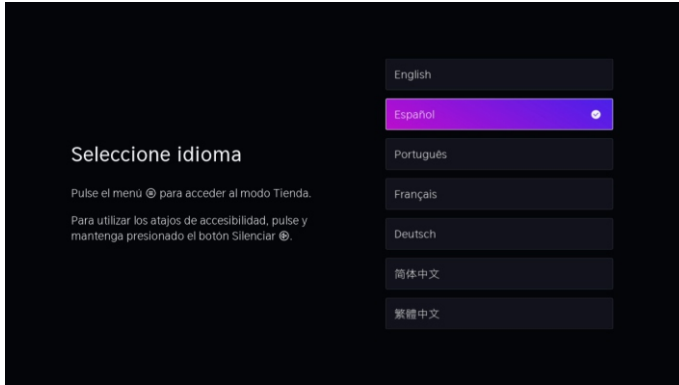 Seleccione idioma
Pulse el menú para acceder al modo Tienda.
Para utilizar los atajos de accesibilidad, pulse y
mantenga presionado el botón Silenciar .
English
Español
Português
Français
Deutsch
简体中文
繁體中文